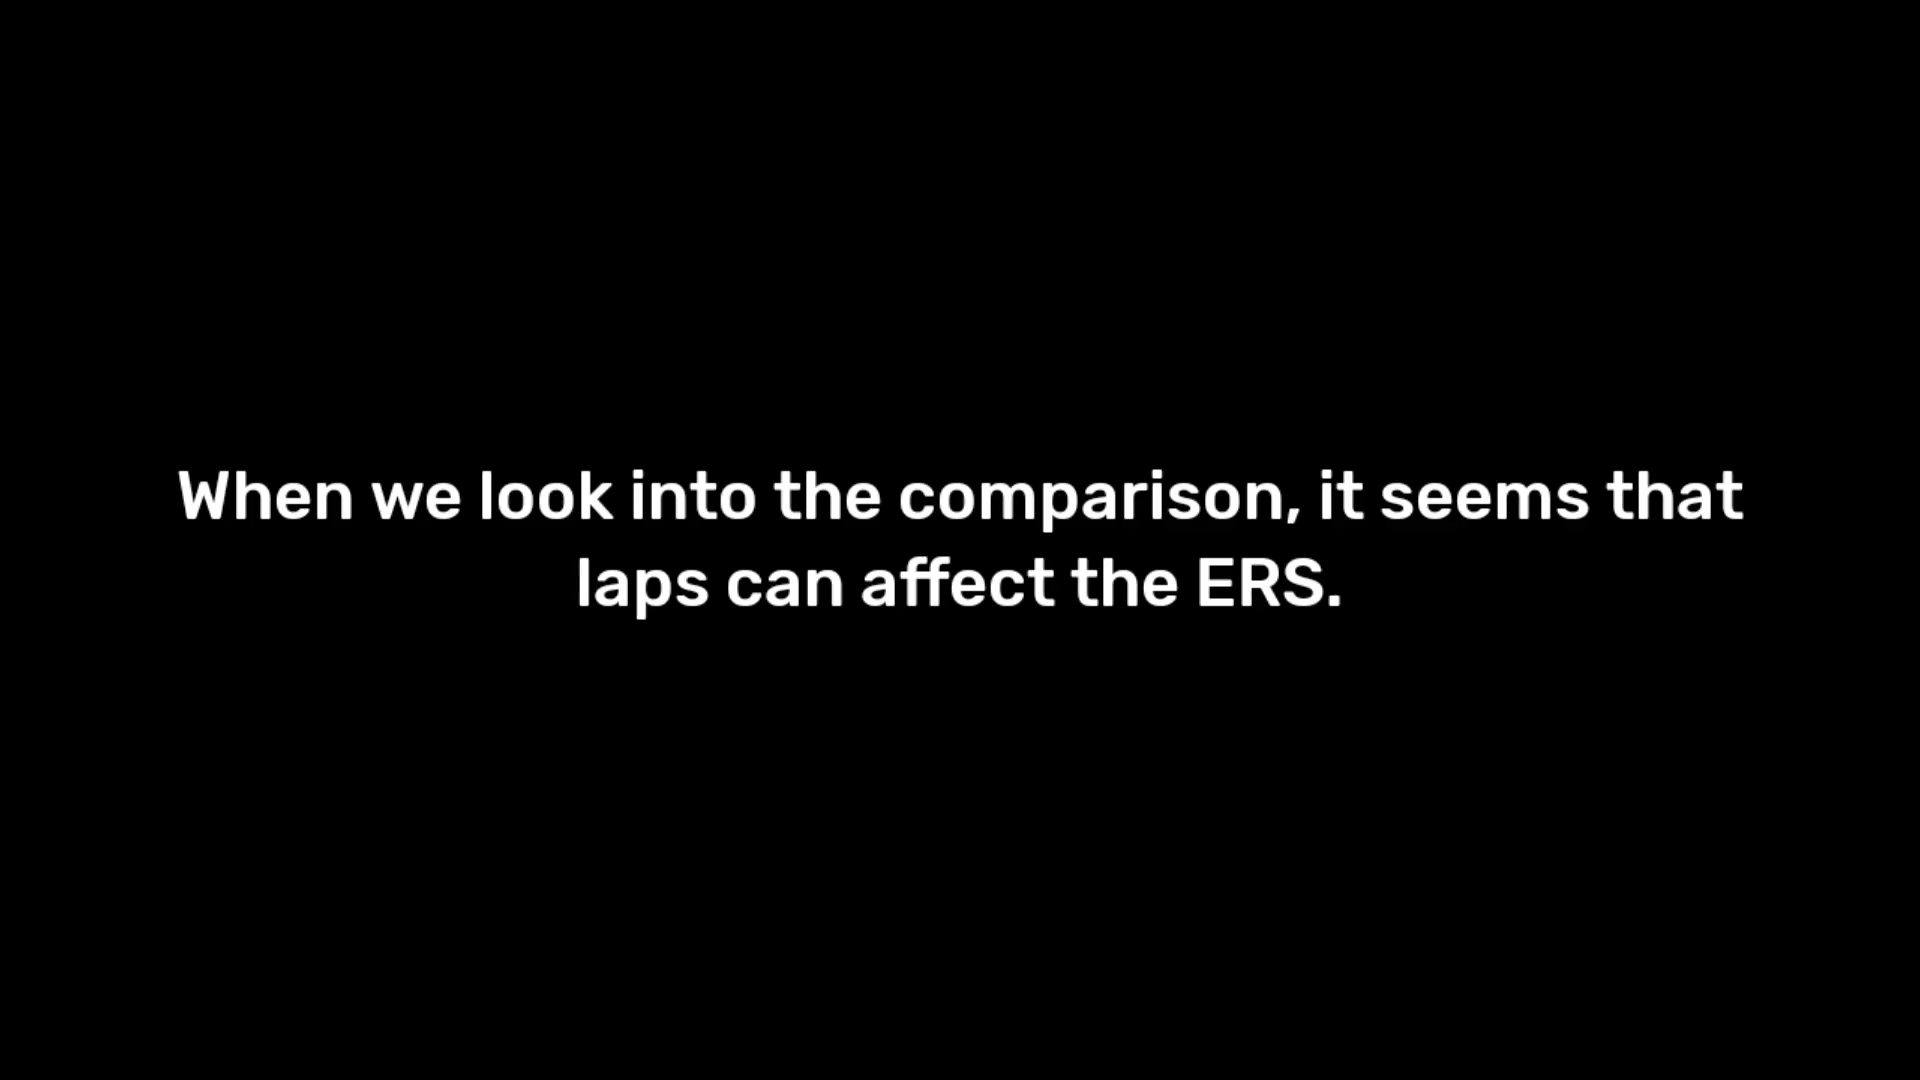 When we look into the comparison, it seems that
laps can affect the ERS.